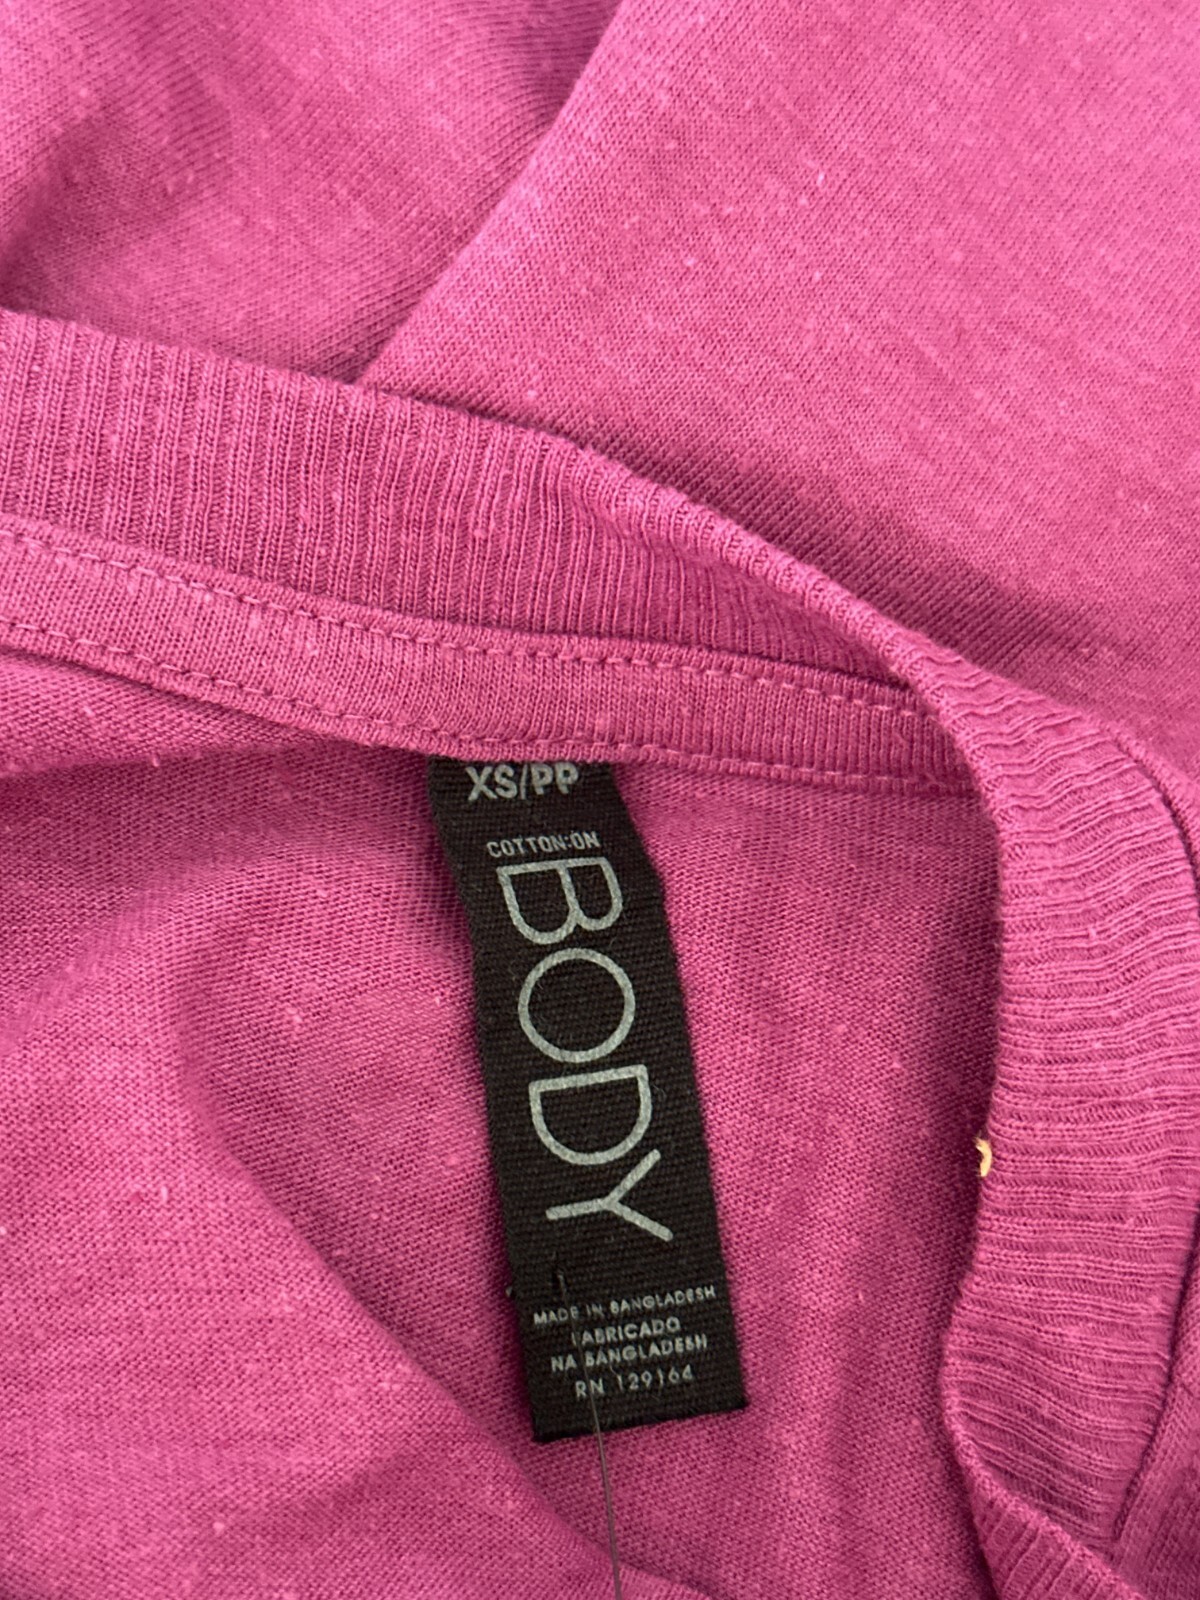 XS/PP
COTTON:ON
BODY
MADE IN BANGLADESH
FABRICADO
NA BANGLADESH
RN 129164